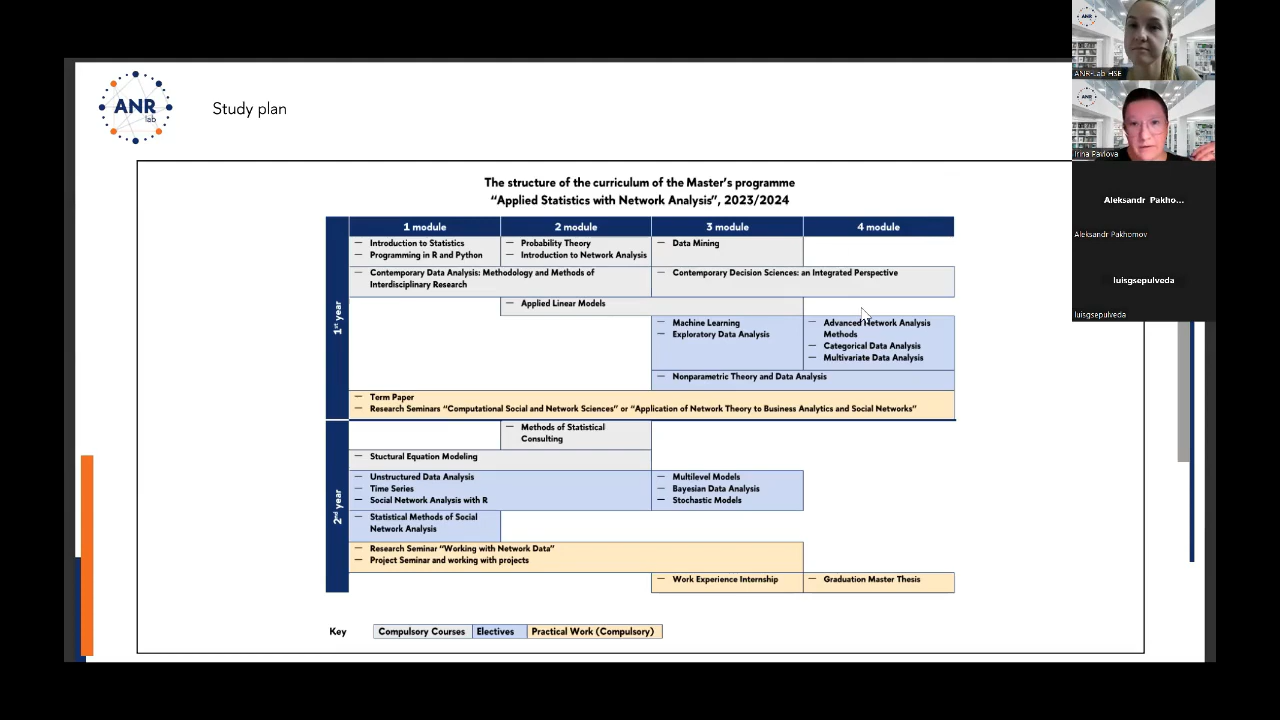 ANR
lab
Study plan
The structure of the curriculum of the Master's programme
"Applied Statistics with Network Analysis", 2023/2024
1 module
2 module
3 module
4 module
1st year
— Introduction to Statistics
— Programming in R and Python
— Probability Theory
— Introduction to Network Analysis
— Data Mining
— Contemporary Data Analysis: Methodology and Methods of
Interdisciplinary Research
— Contemporary Decision Sciences: an Integrated Perspective
— Applied Linear Models
— Machine Learning
— Exploratory Data Analysis
— Advanced Network Analysis
Methods
— Categorical Data Analysis
— Multivariate Data Analysis
— Nonparametric Theory and Data Analysis
— Term Paper
— Research Seminars "Computational Social and Network Sciences" or "Application of Network Theory to Business Analytics and Social Networks"
2nd year
— Methods of Statistical
Consulting
— Stuctural Equation Modeling
— Unstructured Data Analysis
— Time Series
— Social Network Analysis with R
— Multilevel Models
— Bayesian Data Analysis
— Stochastic Models
— Statistical Methods of Social
Network Analysis
— Research Seminar "Working with Network Data"
— Project Seminar and working with projects
— Work Experience Internship
— Graduation Master Thesis
Key
Compulsory Courses
Electives
Practical Work (Compulsory)
ANR
ANR-Lab HSE
ANR
Irina Pavlova
Aleksandr Pakho...
Aleksandr Pakhomov
luisgsepulveda
luisgsepulveda